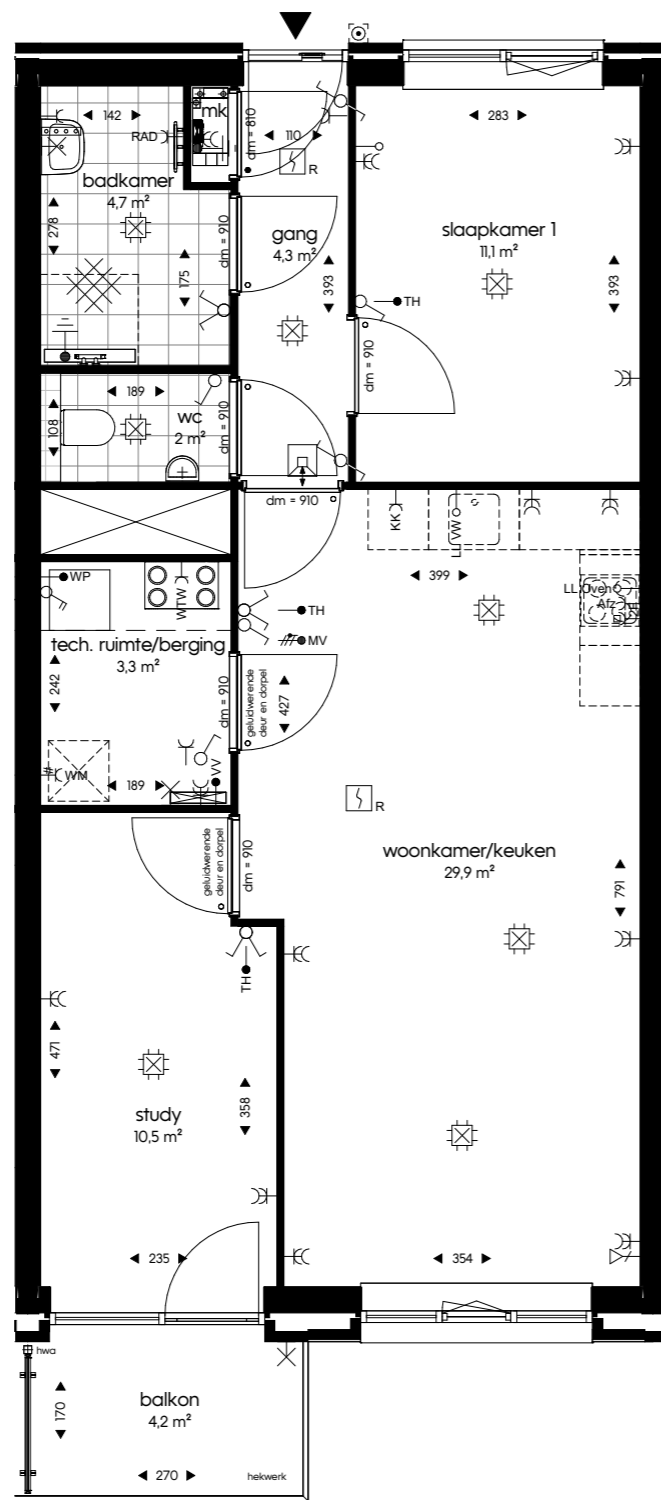 142
RAD
mk
dm = 810
110
R
283
badkamer
4,7 m²
278
175
dm = 910
gang
4,3 m²
393
slaapkamer 1
11,1 m²
393
TH
dm = 910
189
108
wc
2 m²
dm = 910
dm = 910
KK
LL VW
399
LL Oven
Afz
WP
WTW
TH
MV
tech. ruimte/berging
3,3 m²
242
dm = 910
geluidwerende
deur en dorpel
427
WM
189
VV
R
geluidwerende
deur en dorpel
dm = 910
woonkamer/keuken
29,9 m²
791
TH
471
358
study
10,5 m²
235
354
hwa
balkon
4,2 m²
170
270
hekwerk